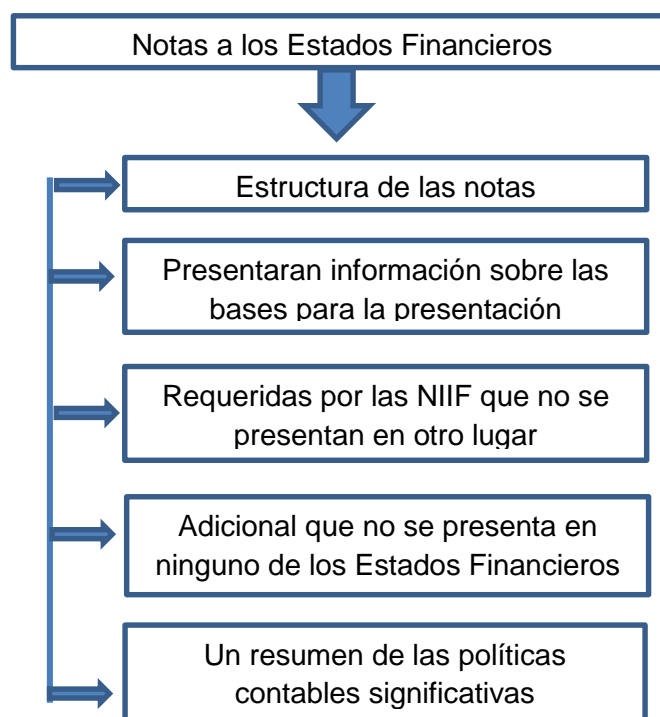 Notas a los Estados Financieros
Estructura de las notas
Presentaran información sobre las
bases para la presentación
Requeridas por las NIIF que no se
presentan en otro lugar
Adicional que no se presenta en
ninguno de los Estados Financieros
Un resumen de las políticas
contables significativas